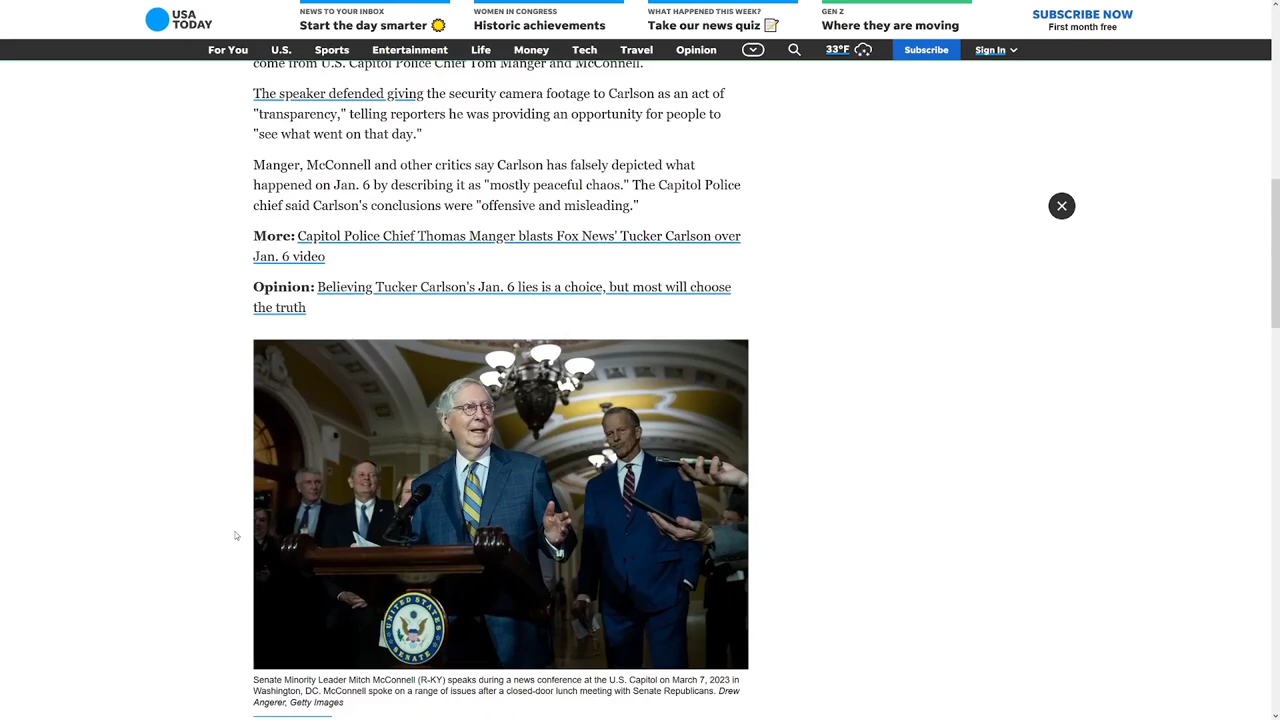 USA
TODAY
NEWS TO YOUR INBOX
Start the day smarter
WOMEN IN CONGRESS
Historic achievements
WHAT HAPPENED THIS WEEK?
Take our news quiz
GEN Z
Where they are moving
SUBSCRIBE NOW
First month free
For You U.S. Sports Entertainment Life Money Tech Travel Opinion 33°F Subscribe Sign In
come from U.S. Capitol Police Chief Tom Manger and McConnell.
The speaker defended giving the security camera footage to Carlson as an act of
"transparency," telling reporters he was providing an opportunity for people to
"see what went on that day."
Manger, McConnell and other critics say Carlson has falsely depicted what
happened on Jan. 6 by describing it as "mostly peaceful chaos." The Capitol Police
chief said Carlson's conclusions were "offensive and misleading."
More: Capitol Police Chief Thomas Manger blasts Fox News' Tucker Carlson over
Jan. 6 video
Opinion: Believing Tucker Carlson's Jan. 6 lies is a choice, but most will choose
the truth
UNITED STATES
SENATE
Senate Minority Leader Mitch McConnell (R-KY) speaks during a news conference at the U.S. Capitol on March 7, 2023 in
Washington, DC. McConnell spoke on a range of issues after a closed-door lunch meeting with Senate Republicans. Drew
Angerer, Getty Images